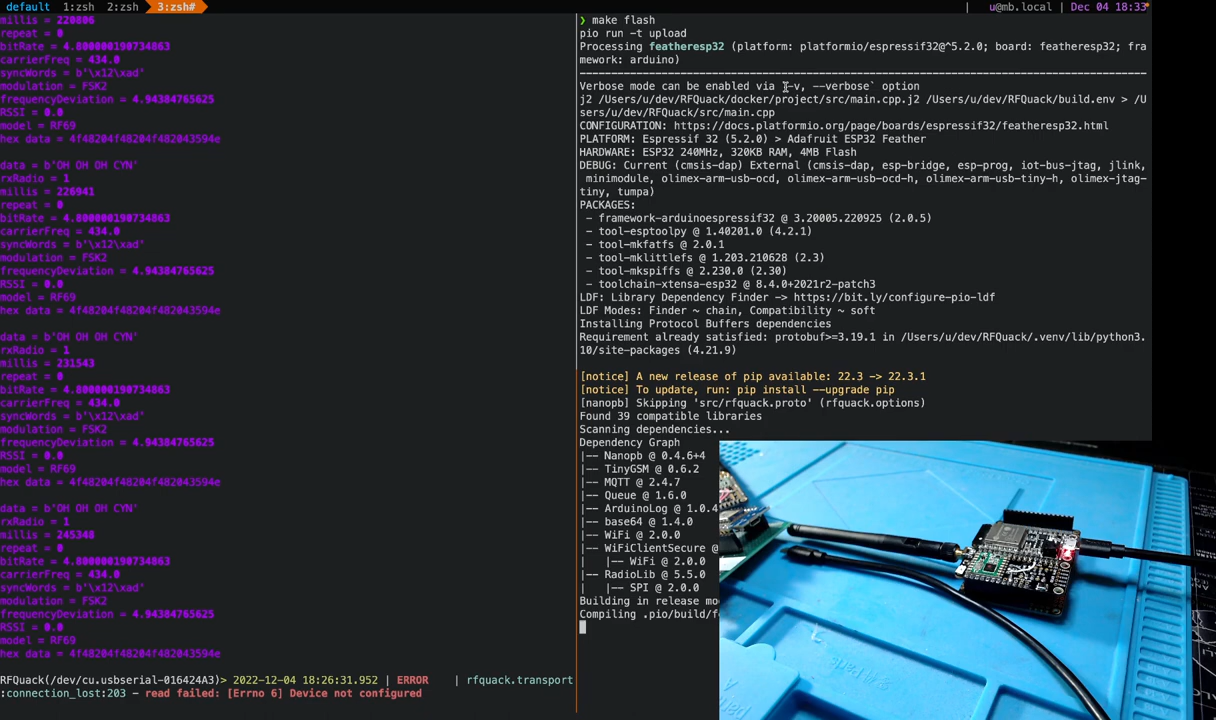 default  1:zsh  2:zsh  3:zsh#
| u@mb.local | Dec 04 18:33
millis = 220806
repeat = 0
bitRate = 4.800000190734863
carrierFreq = 434.0
syncWords = b'\x12\xad'
modulation = FSK2
frequencyDeviation = 4.94384765625
RSSI = 0.0
model = RF69
hex data = 4f48204f48204f482043594e
data = b'OH OH OH CYN'
rxRadio = 1
millis = 226941
repeat = 0
bitRate = 4.800000190734863
carrierFreq = 434.0
syncWords = b'\x12\xad'
modulation = FSK2
frequencyDeviation = 4.94384765625
RSSI = 0.0
model = RF69
hex data = 4f48204f48204f482043594e
data = b'OH OH OH CYN'
rxRadio = 1
millis = 231543
repeat = 0
bitRate = 4.800000190734863
carrierFreq = 434.0
syncWords = b'\x12\xad'
modulation = FSK2
frequencyDeviation = 4.94384765625
RSSI = 0.0
model = RF69
hex data = 4f48204f48204f482043594e
data = b'OH OH OH CYN'
rxRadio = 1
millis = 245348
repeat = 0
bitRate = 4.800000190734863
carrierFreq = 434.0
syncWords = b'\x12\xad'
modulation = FSK2
frequencyDeviation = 4.94384765625
RSSI = 0.0
model = RF69
hex data = 4f48204f48204f482043594e
RFQuack(/dev/cu.usbserial-016424A3)> 2022-12-04 18:26:31.952 | ERROR    | rfquack.transport
:connection_lost:203 - read failed: [Errno 6] Device not configured
❯ make flash
pio run -t upload
Processing featheresp32 (platform: platformio/espressif32@^5.2.0; board: featheresp32; fra
mework: arduino)
--------------------------------------------------------------------------------
Verbose mode can be enabled via `-v, --verbose` option
j2 /Users/u/dev/RFQuack/docker/project/src/main.cpp.j2 /Users/u/dev/RFQuack/build.env > /U
sers/u/dev/RFQuack/src/main.cpp
CONFIGURATION: https://docs.platformio.org/page/boards/espressif32/featheresp32.html
PLATFORM: Espressif 32 (5.2.0) > Adafruit ESP32 Feather
HARDWARE: ESP32 240MHz, 320KB RAM, 4MB Flash
DEBUG: Current (cmsis-dap) External (cmsis-dap, esp-bridge, esp-prog, iot-bus-jtag, jlink,
 minimodule, olimex-arm-usb-ocd, olimex-arm-usb-ocd-h, olimex-arm-usb-tiny-h, olimex-jtag-
tiny, tumpa)
PACKAGES:
 - framework-arduinoespressif32 @ 3.20005.220925 (2.0.5)
 - tool-esptoolpy @ 1.40201.0 (4.2.1)
 - tool-mkfatfs @ 2.0.1
 - tool-mklittlefs @ 1.203.210628 (2.3)
 - tool-mkspiffs @ 2.230.0 (2.30)
 - toolchain-xtensa-esp32 @ 8.4.0+2021r2-patch3
LDF: Library Dependency Finder -> https://bit.ly/configure-pio-ldf
LDF Modes: Finder ~ chain, Compatibility ~ soft
Installing Protocol Buffers dependencies
Requirement already satisfied: protobuf>=3.19.1 in /Users/u/dev/RFQuack/.venv/lib/python3.
10/site-packages (4.21.9)
[notice] A new release of pip available: 22.3 -> 22.3.1
[notice] To update, run: pip install --upgrade pip
[nanopb] Skipping 'src/rfquack.proto' (rfquack.options)
Found 39 compatible libraries
Scanning dependencies...
Dependency Graph
|-- Nanopb @ 0.4.6+4
|-- TinyGSM @ 0.6.2
|-- MQTT @ 2.4.7
|-- Queue @ 1.6.0
|-- ArduinoLog @ 1.0.4
|-- base64 @ 1.4.0
|-- WiFi @ 2.0.0
|-- WiFiClientSecure @
|   |-- WiFi @ 2.0.0
|-- RadioLib @ 5.5.0
|   |-- SPI @ 2.0.0
Building in release mo
Compiling .pio/build/f